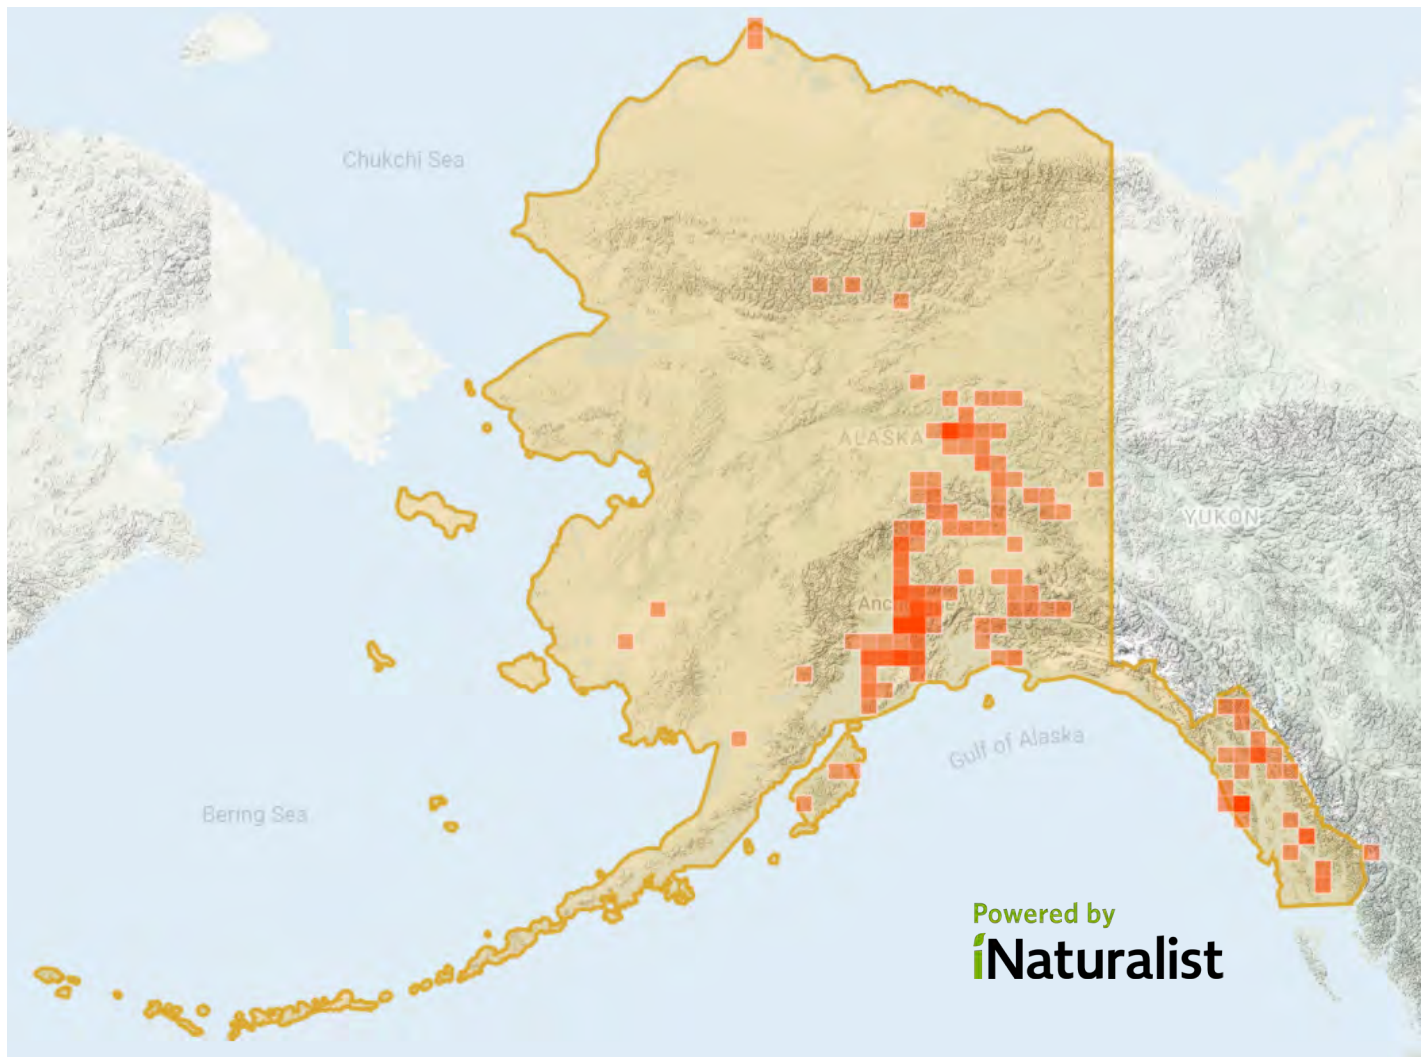 Chukchi Sea
ALASKA
YUKON
Anc
Gulf of Alaska
Bering Sea
Powered by
iNaturalist